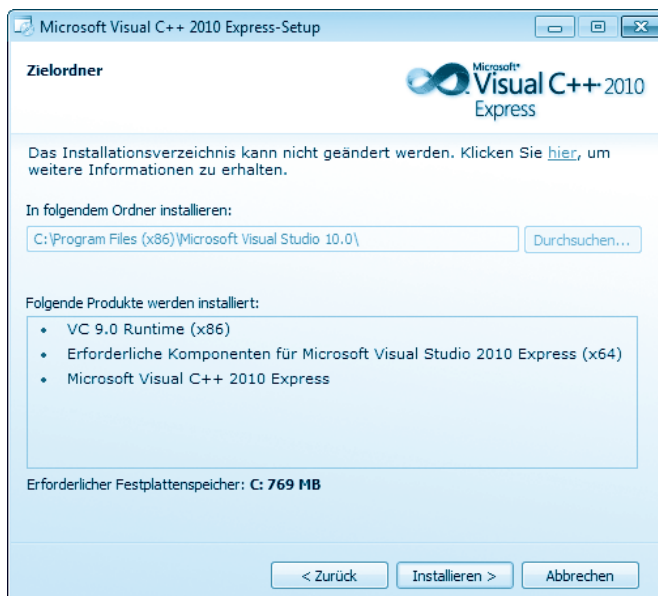 Microsoft Visual C++ 2010 Express-Setup
Zielordner
Microsoft®
Visual C++ 2010
Express
Das Installationsverzeichnis kann nicht geändert werden. Klicken Sie hier, um
weitere Informationen zu erhalten.
In folgendem Ordner installieren:
C:\Program Files (x86)\Microsoft Visual Studio 10.0\
Durchsuchen...
Folgende Produkte werden installiert:
• VC 9.0 Runtime (x86)
• Erforderliche Komponenten für Microsoft Visual Studio 2010 Express (x64)
• Microsoft Visual C++ 2010 Express
Erforderlicher Festplattenspeicher: C: 769 MB
< Zurück
Installieren >
Abbrechen